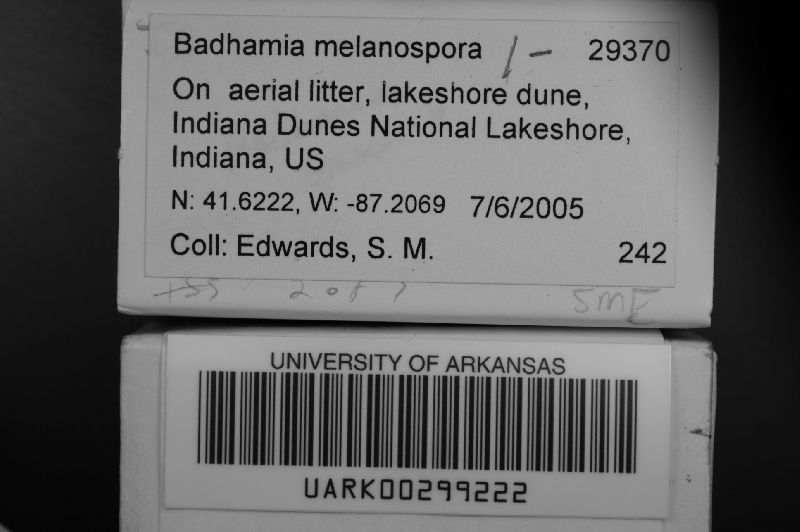 Badhamia melanospora / - 29370
On aerial litter, lakeshore dune,
Indiana Dunes National Lakeshore,
Indiana, US
N: 41.6222, W: -87.2069 7/6/2005
Coll: Edwards, S. M. 242
SME
UNIVERSITY OF ARKANSAS
UARK00299222